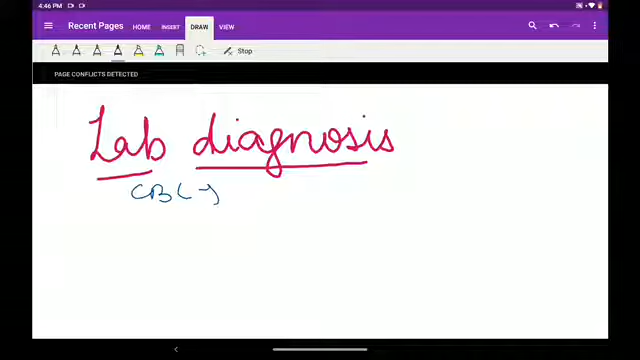 4:46 PM
Recent Pages HOME INSERT DRAW VIEW
Stop
PAGE CONFLICTS DETECTED
Lab diagnosis
CBC